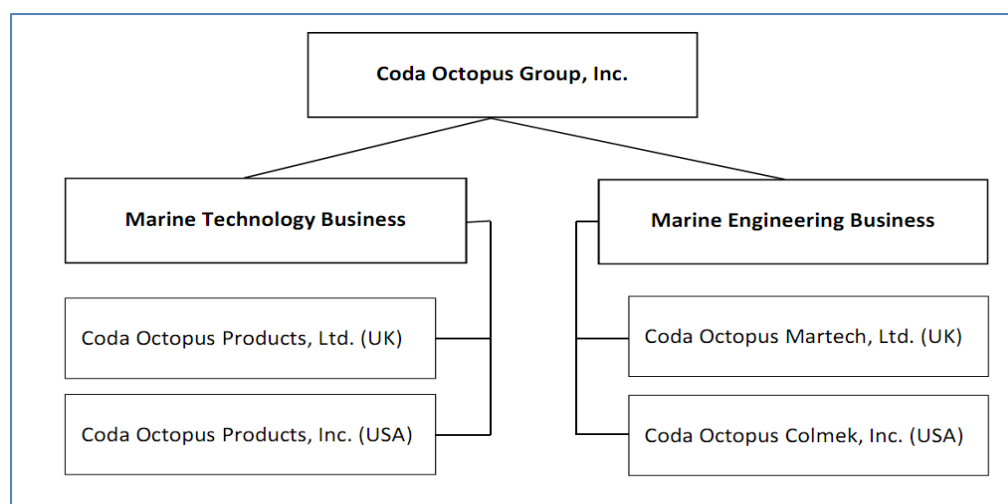 Coda Octopus Group, Inc.
Marine Technology Business
Marine Engineering Business
Coda Octopus Products, Ltd. (UK)
Coda Octopus Martech, Ltd. (UK)
Coda Octopus Products, Inc. (USA)
Coda Octopus Colmek, Inc. (USA)